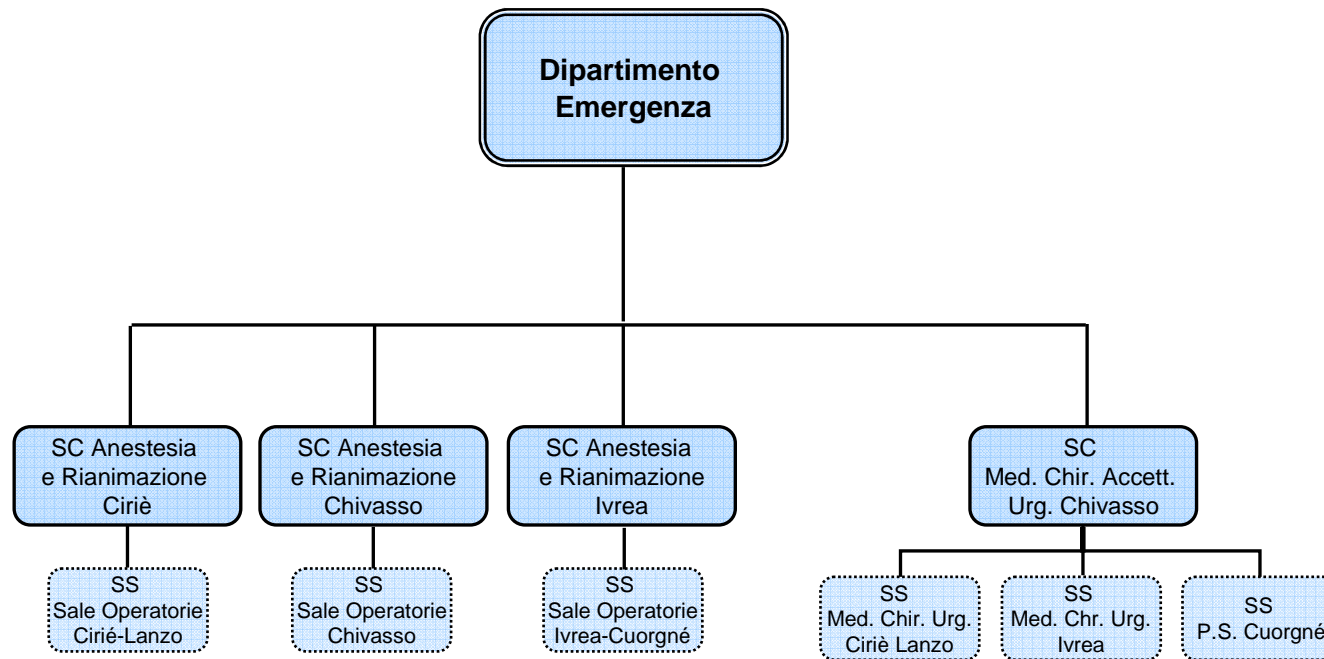 Dipartimento
Emergenza
SC Anestesia
e Rianimazione
Ciriè
SC Anestesia
e Rianimazione
Chivasso
SC Anestesia
e Rianimazione
Ivrea
SC
Med. Chir. Accett.
Urg. Chivasso
SS
Sale Operatorie
Cirié-Lanzo
SS
Sale Operatorie
Chivasso
SS
Sale Operatorie
Ivrea-Cuorgné
SS
Med. Chir. Urg.
Ciriè Lanzo
SS
Med. Chr. Urg.
Ivrea
SS
P.S. Cuorgné